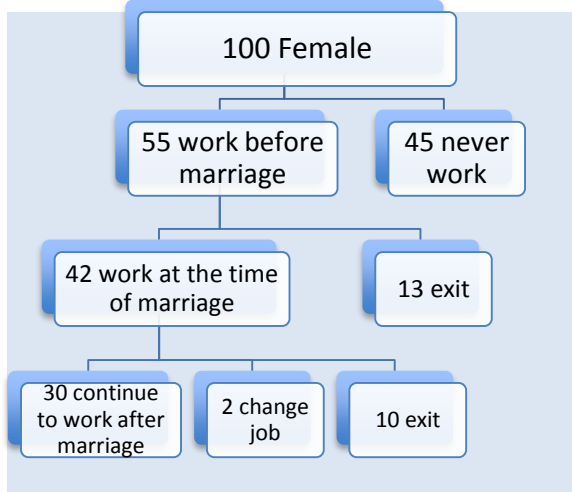 100 Female
55 work before
marriage
45 never
work
42 work at the time
of marriage
13 exit
30 continue
to work after
marriage
2 change
job
10 exit